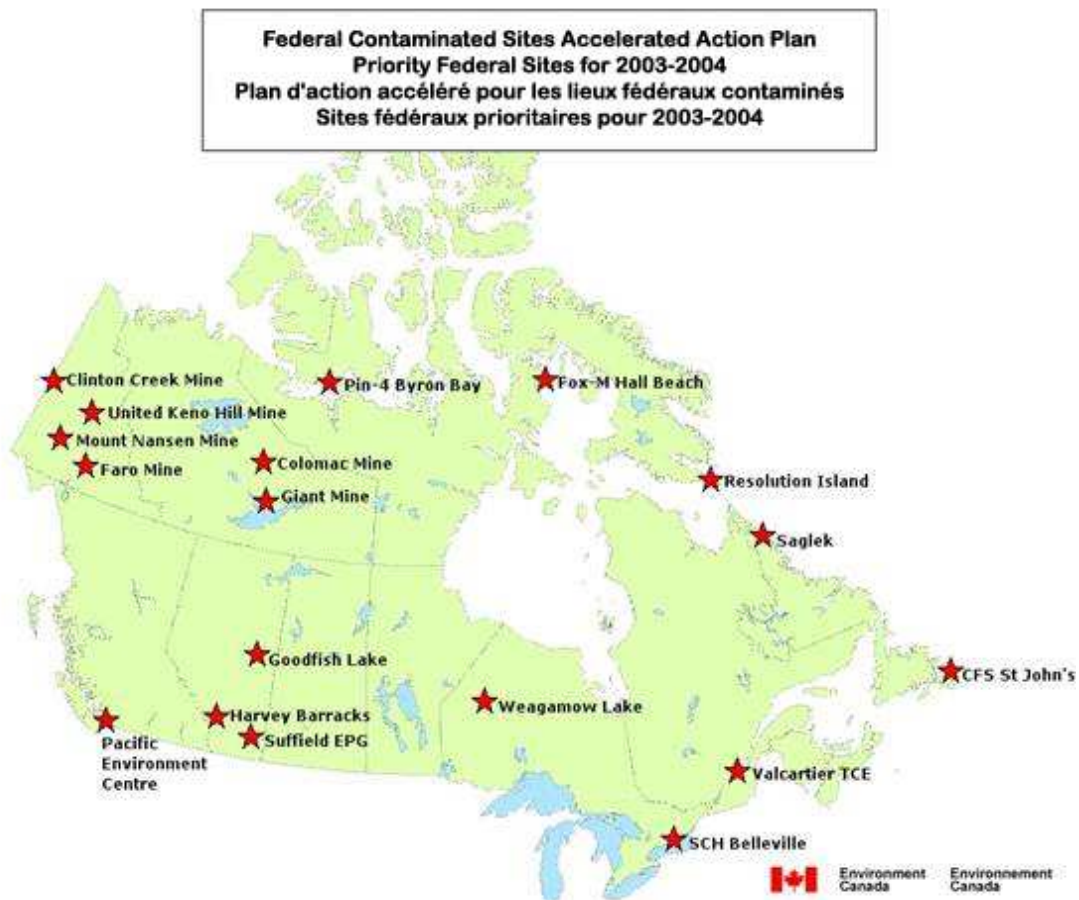 Federal Contaminated Sites Accelerated Action Plan
Priority Federal Sites for 2003-2004
Plan d'action accéléré pour les lieux fédéraux contaminés
Sites fédéraux prioritaires pour 2003-2004
Clinton Creek Mine
Pin-4 Byron Bay
Fox-M Hall Beach
United Keno Hill Mine
Mount Nansen Mine
Faro Mine
Colomac Mine
Giant Mine
Resolution Island
Saglek
Goodfish Lake
CFS St John's
Weagamow Lake
Harvey Barracks
Suffield EPG
Pacific
Environment
Centre
Valcartier TCE
SCH Belleville
Environment
Canada
Environnement
Canada